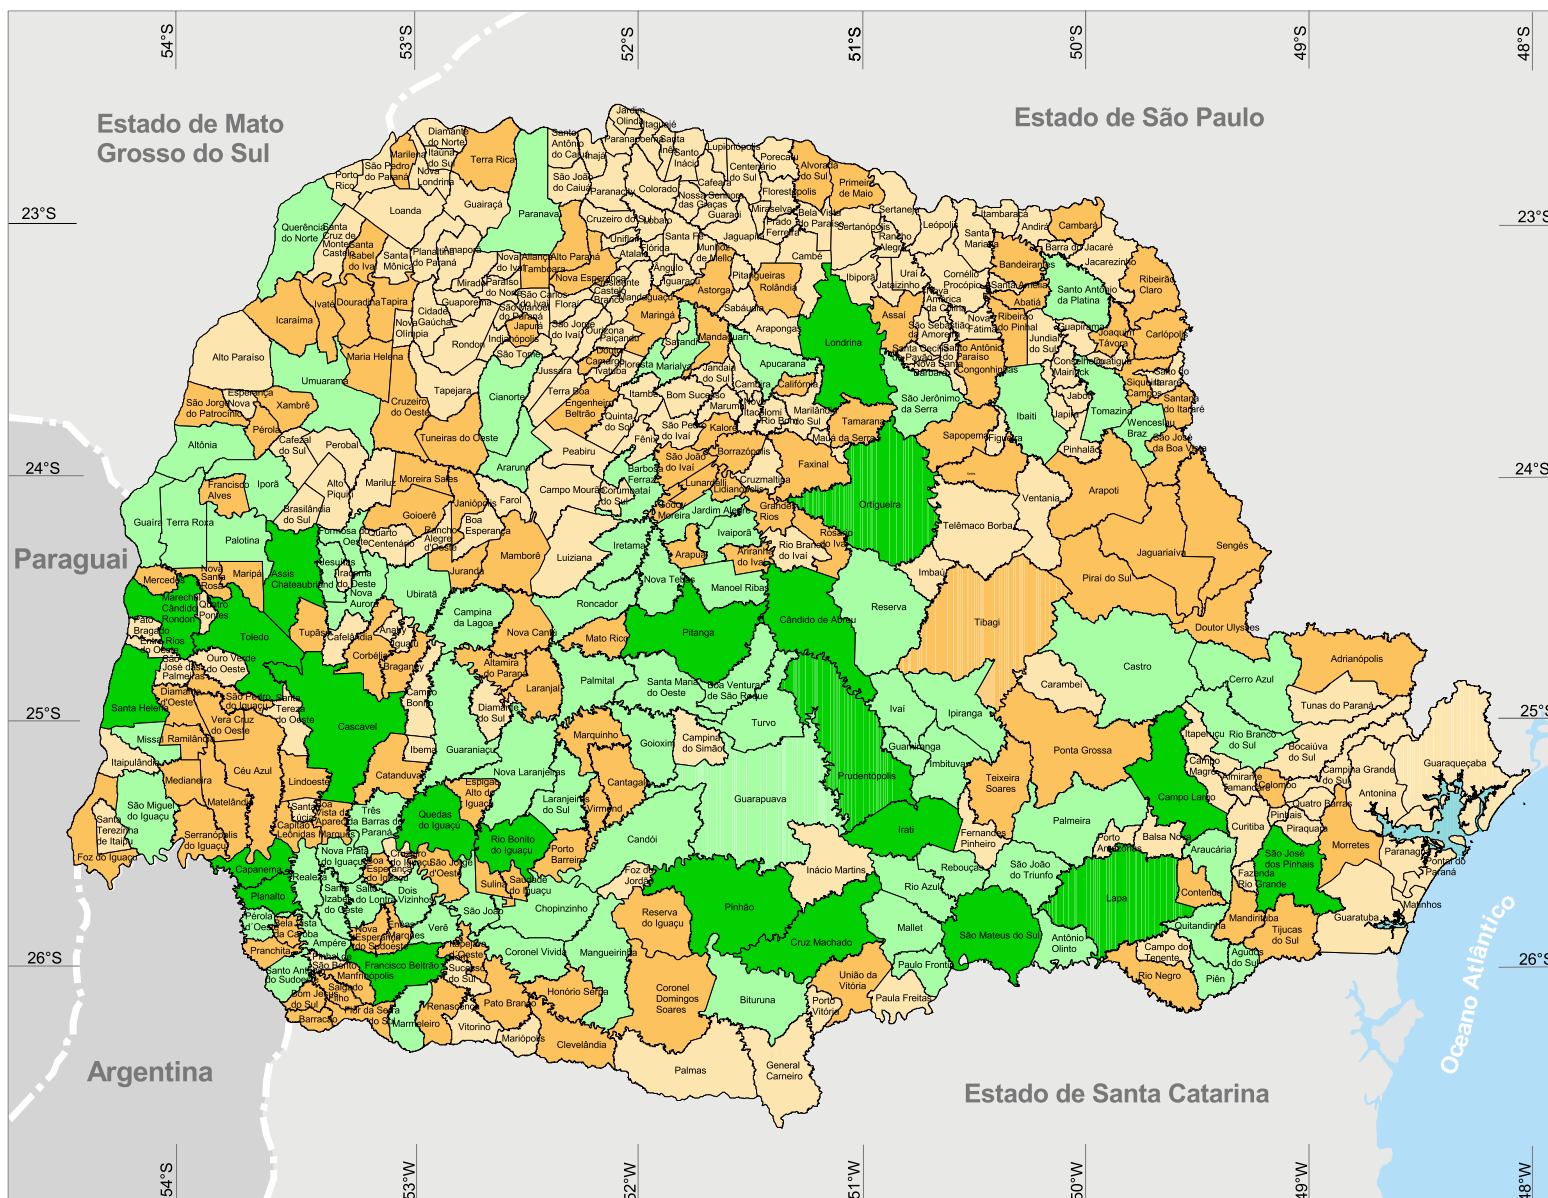 54°S
53°S
52°S
51°S
50°S
49°S
48°S
Estado de Mato
Grosso do Sul
Estado de São Paulo
23°S
23°S
24°S
24°S
25°S
25°S
26°S
26°S
Paraguai
Argentina
Estado de Santa Catarina
Oceano Atlântico
Jardim
Olinda
Itaguajé
Diamante
do Norte
Itaúna
do Sul
Marilena
São Pedro
do Paraná
Nova
Londrina
Porto
Rico
Terra Rica
Santo
Antônio
do Caiuá
Inajá
Paranapoema
Santa
Inês
Santo
Inácio
Lupionópolis
Centenário
do Sul
Porecatu
Alvorada
do Sul
Primeiro
de Maio
São João
do Caiuá
Paranacity
Colorado
Cafeara
Nossa Senhora
das Graças
Guaraci
Florestópolis
Miraselva
Prado
Ferreira
Bela Vista
do Paraíso
Sertanópolis
Sertaneja
Rancho
Alegre
Leópolis
Santa
Mariana
Itambaracá
Andirá
Cambará
Barra do Jacaré
Jacarezinho
Loanda
Guairaçá
Paranavaí
Cruzeiro do Sul
Lobato
Uniflor
Flórica
Atalaia
Santa Fé
Jaguapitã
Munhoz
de Mello
Cambé
Querência
do Norte
Santa
Cruz de
Monte
Castelo
Santa
Isabel
do Ivaí
Santa
Mônica
Planaltina
do Paraná
Amaporã
Mirador
Nova Aliança
do Ivaí
Tamboara
Alto Paraná
Paraíso
do Norte
Nova Esperança
Presidente
Castelo
Branco
Ângulo
Iguaraçu
Mandaguaçu
Astorga
Pitangueiras
Rolândia
Sabáudia
Ibiporã
Jataizinho
Uraí
Cornélio
Procópio
Bandeirantes
Santa Amélia
Abatiá
Santo Antônio
da Platina
Ribeirão
Claro
Icaraíma
Ivaté
Douradina
Tapira
Guaporema
São Carlos
do Ivaí
São Manoel
do Paraná
Floraí
Cidade
Gaúcha
Nova
Olímpia
Rondon
Indianópolis
Japurá
São Tomé
São Jorge
do Ivaí
Ourizona
Paiçandu
Maringá
Sarandi
Mandaguari
Marialva
Arapongas
Londrina
Assaí
Nova
América
da Colina
São Sebastião
da Amoreira
Nova
Fátima
Ribeirão
do Pinhal
Jundiaí
do Sul
Guapirama
Joaquim
Távora
Carlópolis
Santa Cecília
do Pavão
Santo Antônio
do Paraíso
Nova Santa
Bárbara
Congonhinhas
Conselheiro
Mairinck
Quatiguá
Siqueira
Campos
Salto do
Itararé
Santana
do Itararé
Jaboti
Japira
Tomazina
Wenceslau
Braz
São José
da Boa Vista
Pinhalão
Ibaiti
Figueira
Sapopema
São Jerônimo
da Serra
Alto Paraíso
Umuarama
Maria Helena
Tapejara
Cianorte
Jussara
Doutor
Camargo
Ivatuba
Floresta
Itambé
Terra Boa
Engenheiro
Beltrão
Quinta
do Sol
Bom Sucesso
Jandaia
do Sul
Cambira
Apucarana
Califórnia
Marumbi
Novo
Itacolomi
Rio Bom
Marilândia
do Sul
Mauá da Serra
Tamarana
São Pedro
do Ivaí
Kaloré
Fênix
Borrazópolis
Faxinal
São João
do Ivaí
Cruzmaltina
Lunardelli
Lidianópolis
Grandes
Rios
Godoy
Moreira
Jardim Alegre
Ivaiporã
Rosário
do Ivaí
Rio Branco
do Ivaí
Ortigueira
Telêmaco Borba
Ventania
Arapoti
Jaguariaíva
Sengés
Piraí do Sul
Imbaú
Reserva
Tibagi
Doutor Ulysses
Castro
Cerro Azul
Adrianópolis
Tunas do Paraná
Carambeí
São Jorge
do Patrocínio
Esperança
Nova
Xambrê
Pérola
Cafezal
do Sul
Perobal
Cruzeiro
do Oeste
Tuneiras do Oeste
Araruna
Peabiru
Campo Mourão
Barbosa
Ferraz
Corumbataí
do Sul
Altônia
Iporã
Francisco
Alves
Guaíra
Terra Roxa
Palotina
Alto
Piquiri
Brasilândia
do Sul
Mariluz
Moreira Sales
Goioerê
Janiópolis
Farol
Boa
Esperança
Rancho
Alegre
d'Oeste
Quarto
Centenário
Formosa do
Oeste
Jesuítas
Iracema
do Oeste
Nova
Aurora
Ubiratã
Juranda
Mamborê
Luiziana
Iretama
Arapuã
Ariranha
do Ivaí
Nova Tebas
Manoel Ribas
Cândido de Abreu
Roncador
Campina
da Lagoa
Nova Cantú
Mato Rico
Pitanga
Mercedes
Nova
Santa
Rosa
Maripá
Assis
Chateaubriand
Marechal
Cândido
Rondon
Quatro
Pontes
Pato
Bragado
Entre Rios
do Oeste
Toledo
Tupãssi
Cafelândia
Anahy
Iguatu
Corbélia
Braganey
São
José das
Palmeiras
Ouro Verde
do Oeste
Santa Helena
Diamante
d'Oeste
São Pedro
do Iguaçu
Santa
Tereza
do Oeste
Vera Cruz
do Oeste
Cascavel
Campo
Bonito
Ibema
Guaraniaçu
Diamante
do Sul
Altamira
do Paraná
Laranjal
Palmital
Santa Maria
do Oeste
Boa Ventura
de São Roque
Turvo
Marquinho
Goioxim
Campina
do Simão
Missal
Ramilândia
Itaipulândia
Medianeira
Céu Azul
Matelândia
Lindoeste
Catanduvas
São Miguel
do Iguaçu
Santa
Terezinha
de Itaipu
Foz do Iguaçu
Serranópolis
do Iguaçu
Santa
Lúcia
Boa
Vista da
Aparecida
Capitão
Leônidas Marques
Três
Barras do
Paraná
Quedas
do Iguaçú
Espigão
Alto do
Iguaçu
Nova Laranjeiras
Laranjeiras
do Sul
Cantagalo
Virmond
Rio Bonito
do Iguaçu
Porto
Barreiro
Candói
Guarapuava
Prudentópolis
Ivaí
Ipiranga
Guamiranga
Imbituva
Ponta Grossa
Teixeira
Soares
Irati
Fernandes
Pinheiro
Inácio Martins
Rebouças
Rio Azul
São João
do Triunfo
Palmeira
Porto
Amazonas
Balsa Nova
Campo Largo
Itaperuçu
Rio Branco
do Sul
Campo
Magro
Almirante
Tamandaré
Bocaiúva
do Sul
Colombo
Campina Grande
do Sul
Quatro Barras
Pinhais
Piraquara
Curitiba
Araucária
São José
dos Pinhais
Fazenda
Rio Grande
Morretes
Antonina
Guaraqueçaba
Paranaguá
Pontal do
Paraná
Matinhos
Guaratuba
Contenda
Mandirituba
Tijucas
do Sul
Quitandinha
Agudos
do Sul
Piên
Campo do
Tenente
Rio Negro
Lapa
Antônio
Olinto
São Mateus do Sul
Mallet
Paulo Frontin
Paula Freitas
União da
Vitória
Porto
Vitória
Cruz Machado
Pinhão
Foz do
Jordão
Reserva
do Iguaçu
Bituruna
Coronel
Domingos
Soares
General
Carneiro
Palmas
Clevelândia
Honório Serpa
Mangueirinha
Coronel Vivida
Chopinzinho
Saudade
do Iguaçu
Sulina
São João
São Jorge
d'Oeste
Cruzeiro
do Iguaçu
Boa
Esperança
do Iguaçu
Dois
Vizinhos
Nova Prata
do Iguaçu
Realeza
Capanema
Planalto
Santa
Izabel
do Oeste
Salto
do Lontra
Pérola
d'Oeste
Bela Vista
da Caroba
Pranchita
Ampére
Nova
Esperança
do Sudoeste
Enéas
Marques
Verê
Itapejara
d'Oeste
Bom
Sucesso
do Sul
Francisco Beltrão
Pinhal de
São Bento
Manfrinópolis
Santo Antônio
do Sudoeste
Salgado
Filho
Bom Jesus
do Sul
Barracão
Flor da Serra
do Sul
Marmeleiro
Renascença
Vitorino
Pato Branco
Mariópolis
54°S
53°W
52°W
51°W
50°W
49°W
48°W